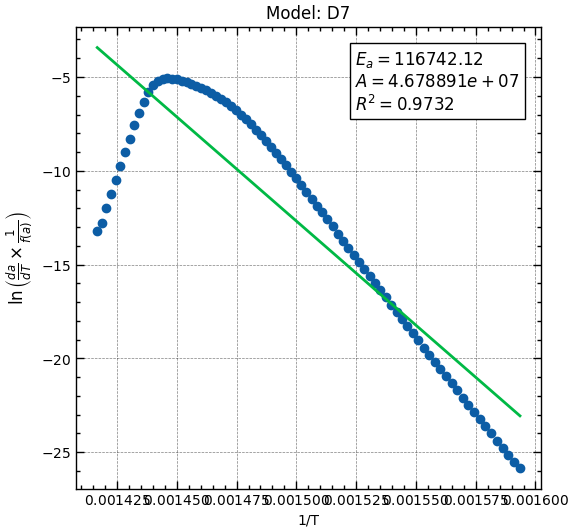 Model: D7
E_a = 116742.12
A = 4.678891e + 07
R² = 0.9732
ln (da/dT × 1/f(a))
−5
−10
−15
−20
−25
0.001425 0.001450 0.001475 0.001500 0.001525 0.001550 0.001575 0.001600
1/T